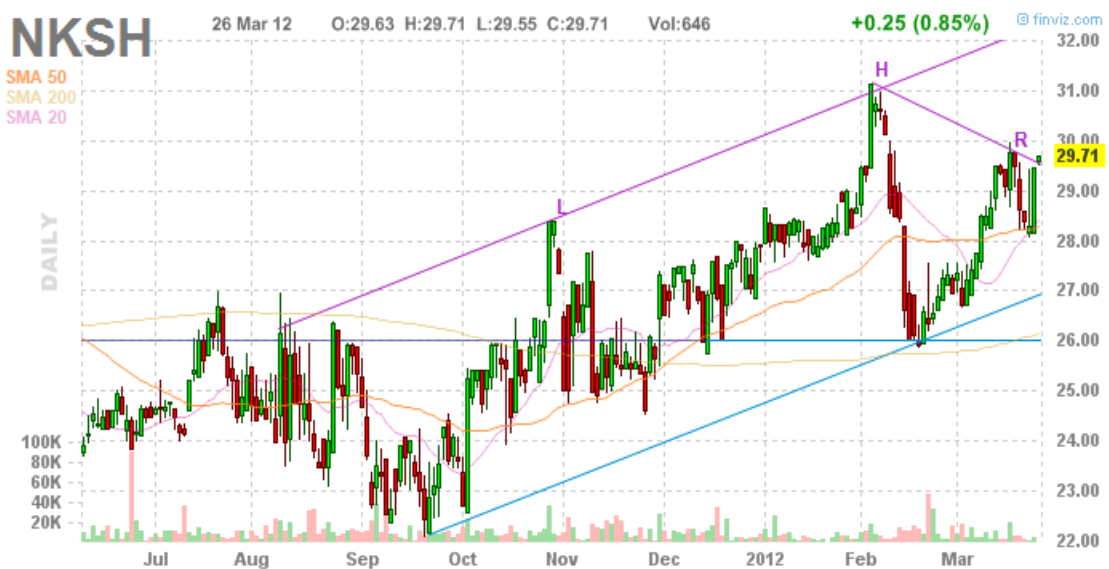 NKSH 26 Mar 12 O:29.63 H:29.71 L:29.55 C:29.71 Vol:646 +0.25 (0.85%) © finviz.com
SMA 50
SMA 200
SMA 20
DAILY
32.00
31.00
30.00
29.71
29.00
28.00
27.00
26.00
25.00
24.00
23.00
22.00
100K
80K
60K
40K
20K
L
H
R
Jul Aug Sep Oct Nov Dec 2012 Feb Mar